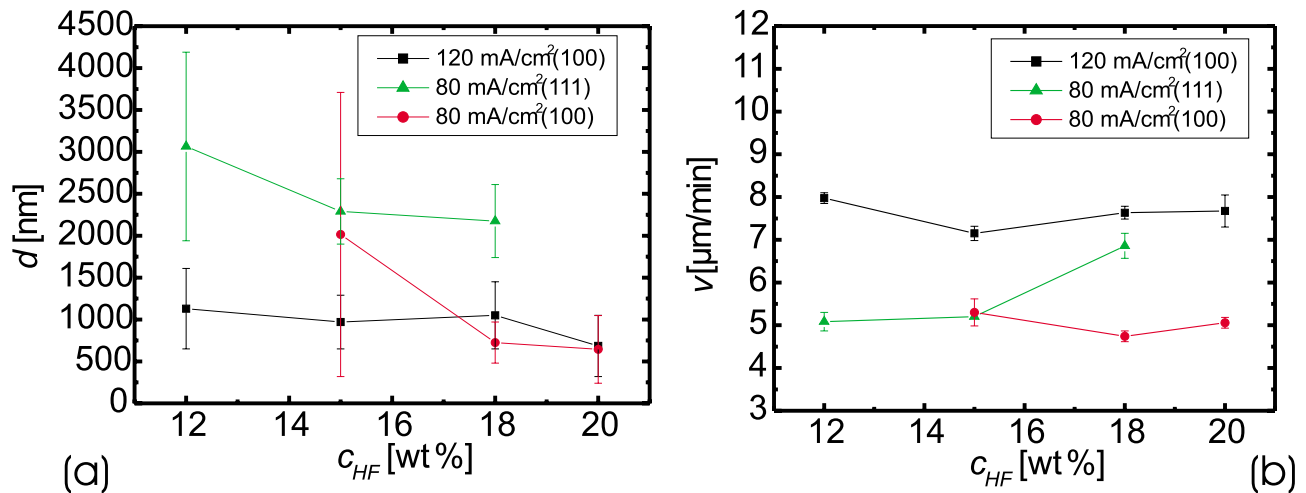 4500
4000
3500
3000
2500
2000
1500
1000
500
0
d [nm]
120 mA/cm²(100)
80 mA/cm²(111)
80 mA/cm²(100)
12 14 16 18 20
c_HF [wt %]
(a)
12
11
10
9
8
7
6
5
4
3
v [µm/min]
120 mA/cm²(100)
80 mA/cm²(111)
80 mA/cm²(100)
12 14 16 18 20
c_HF [wt %]
(b)